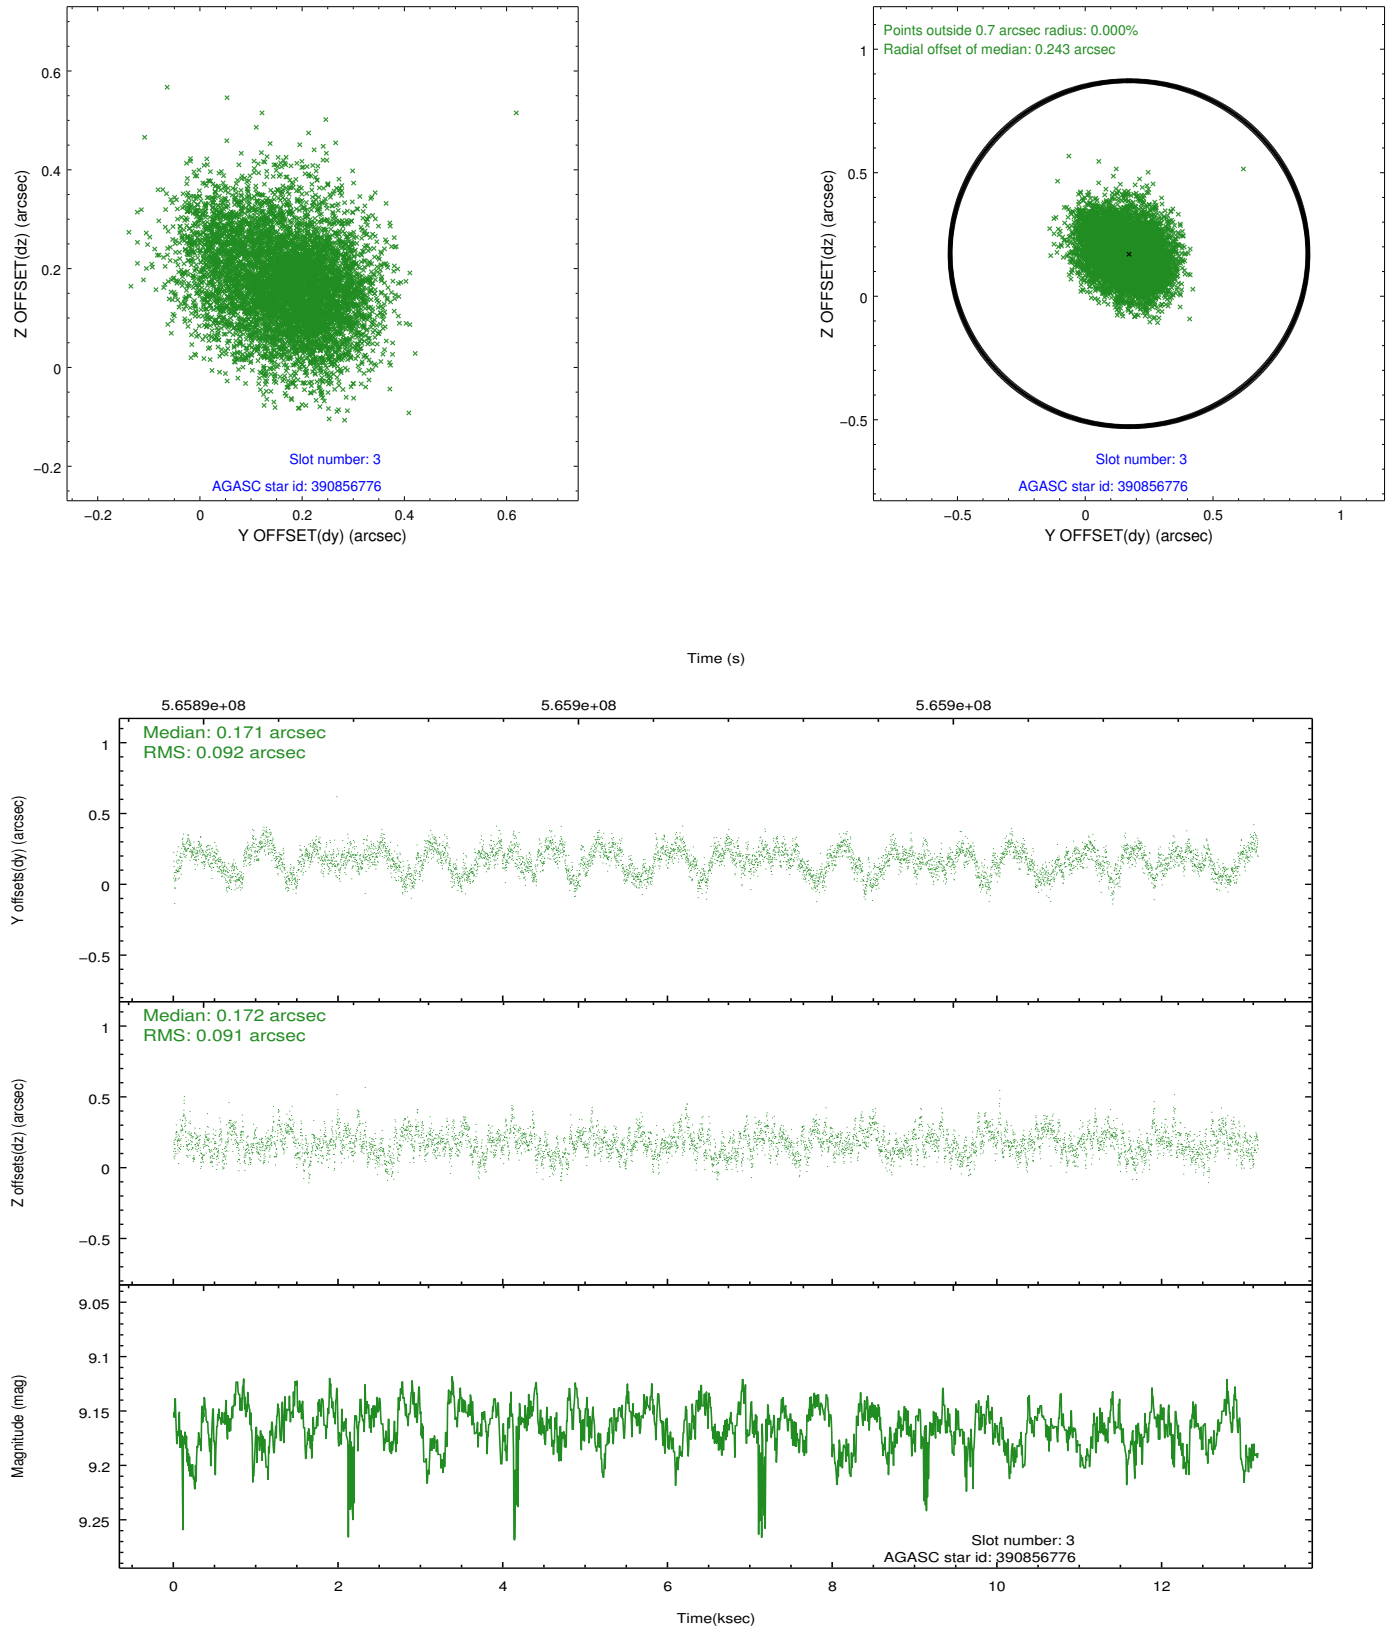 0.6
0.4
0.2
0
−0.2
Z OFFSET(dz) (arcsec)
Slot number: 3
AGASC star id: 390856776
−0.2 0 0.2 0.4 0.6
Y OFFSET(dy) (arcsec)
Points outside 0.7 arcsec radius: 0.000%
Radial offset of median: 0.243 arcsec
1
0.5
0
−0.5
Z OFFSET(dz) (arcsec)
Slot number: 3
AGASC star id: 390856776
−0.5 0 0.5 1
Y OFFSET(dy) (arcsec)
Time (s)
5.6589e+08 5.659e+08 5.659e+08
Median: 0.171 arcsec
RMS: 0.092 arcsec
1
0.5
0
−0.5
Y offsets(dy) (arcsec)
Median: 0.172 arcsec
RMS: 0.091 arcsec
1
0.5
0
−0.5
Z offsets(dz) (arcsec)
9.05
9.1
9.15
9.2
9.25
Magnitude (mag)
Slot number: 3
AGASC star id: 390856776
0 2 4 6 8 10 12
Time(ksec)